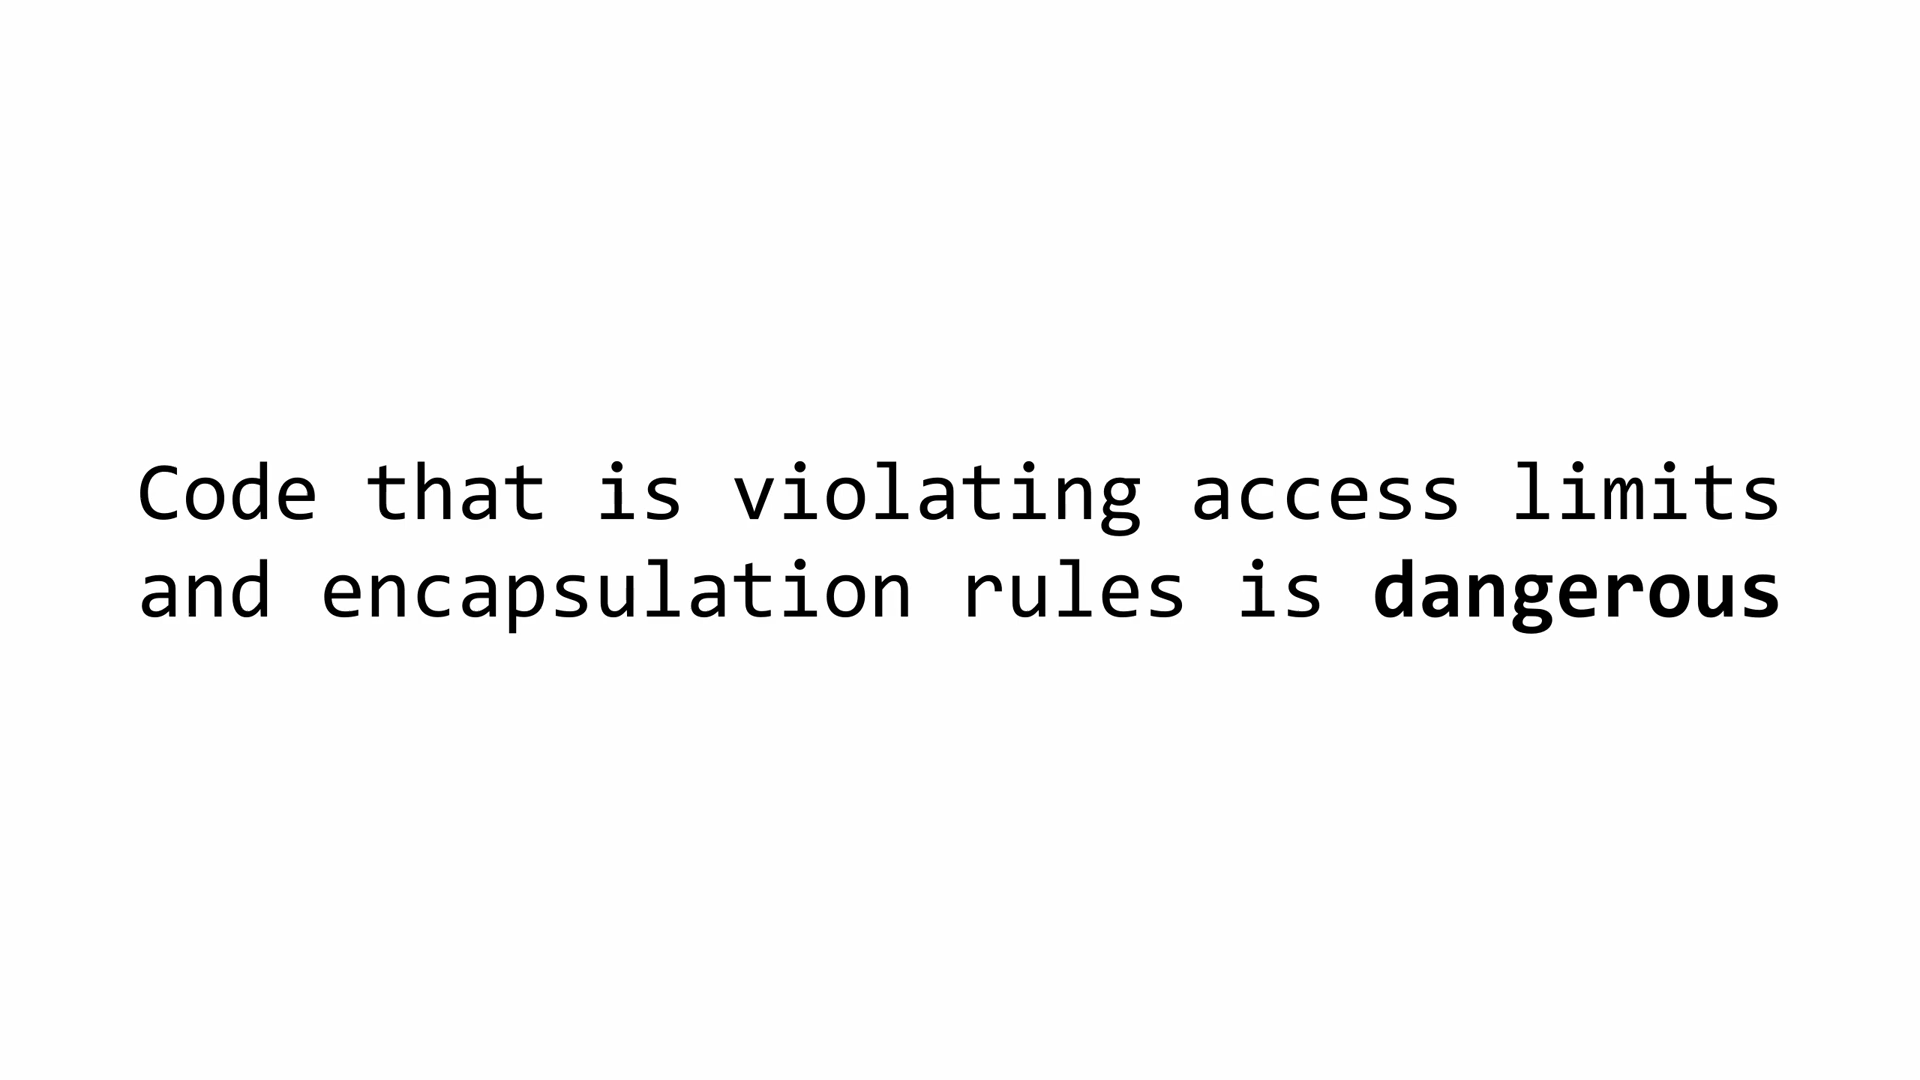 Code that is violating access limits
and encapsulation rules is dangerous